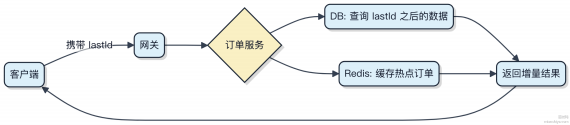 客户端
携带 lastId
网关
订单服务
DB: 查询 lastId 之后的数据
Redis: 缓存热点订单
返回增量结果